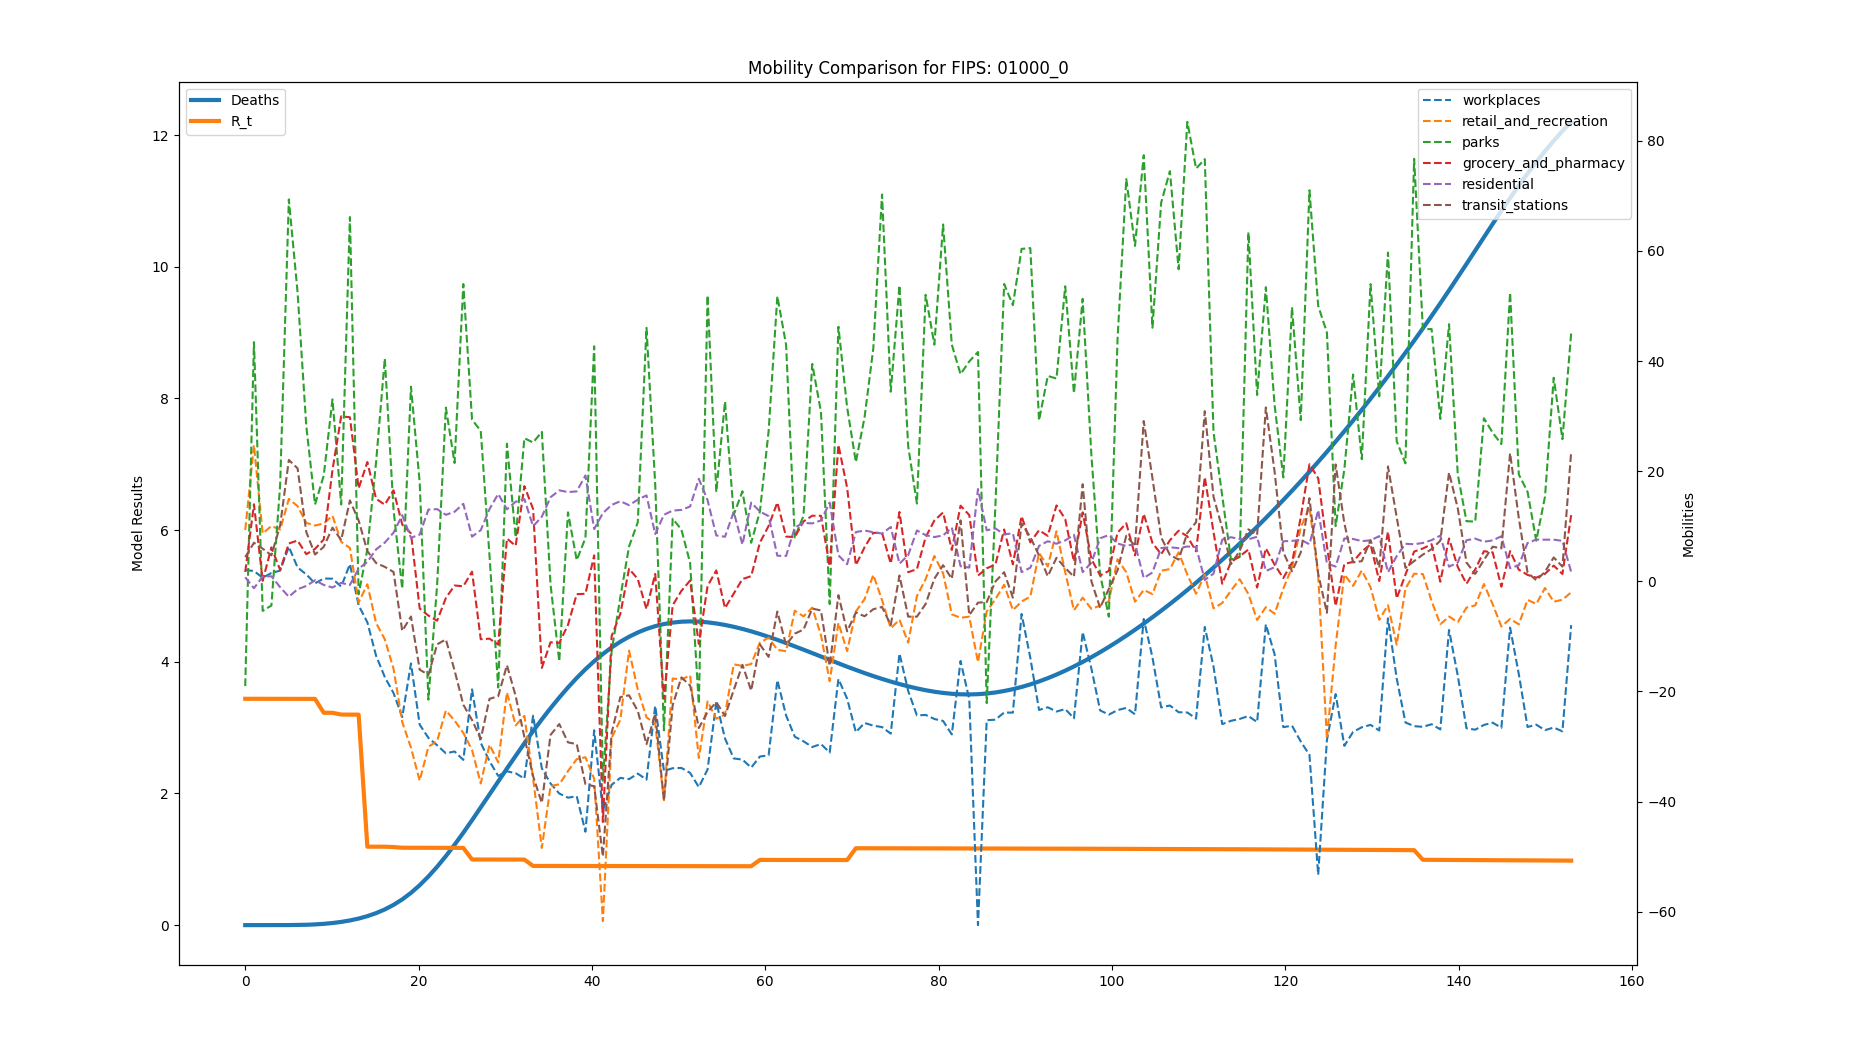 Mobility Comparison for FIPS: 01000_0
Deaths
R_t
workplaces
retail_and_recreation
parks
grocery_and_pharmacy
residential
transit_stations
Model Results
12
10
8
6
4
2
0
Mobilities
80
60
40
20
0
−20
−40
−60
0 20 40 60 80 100 120 140 160